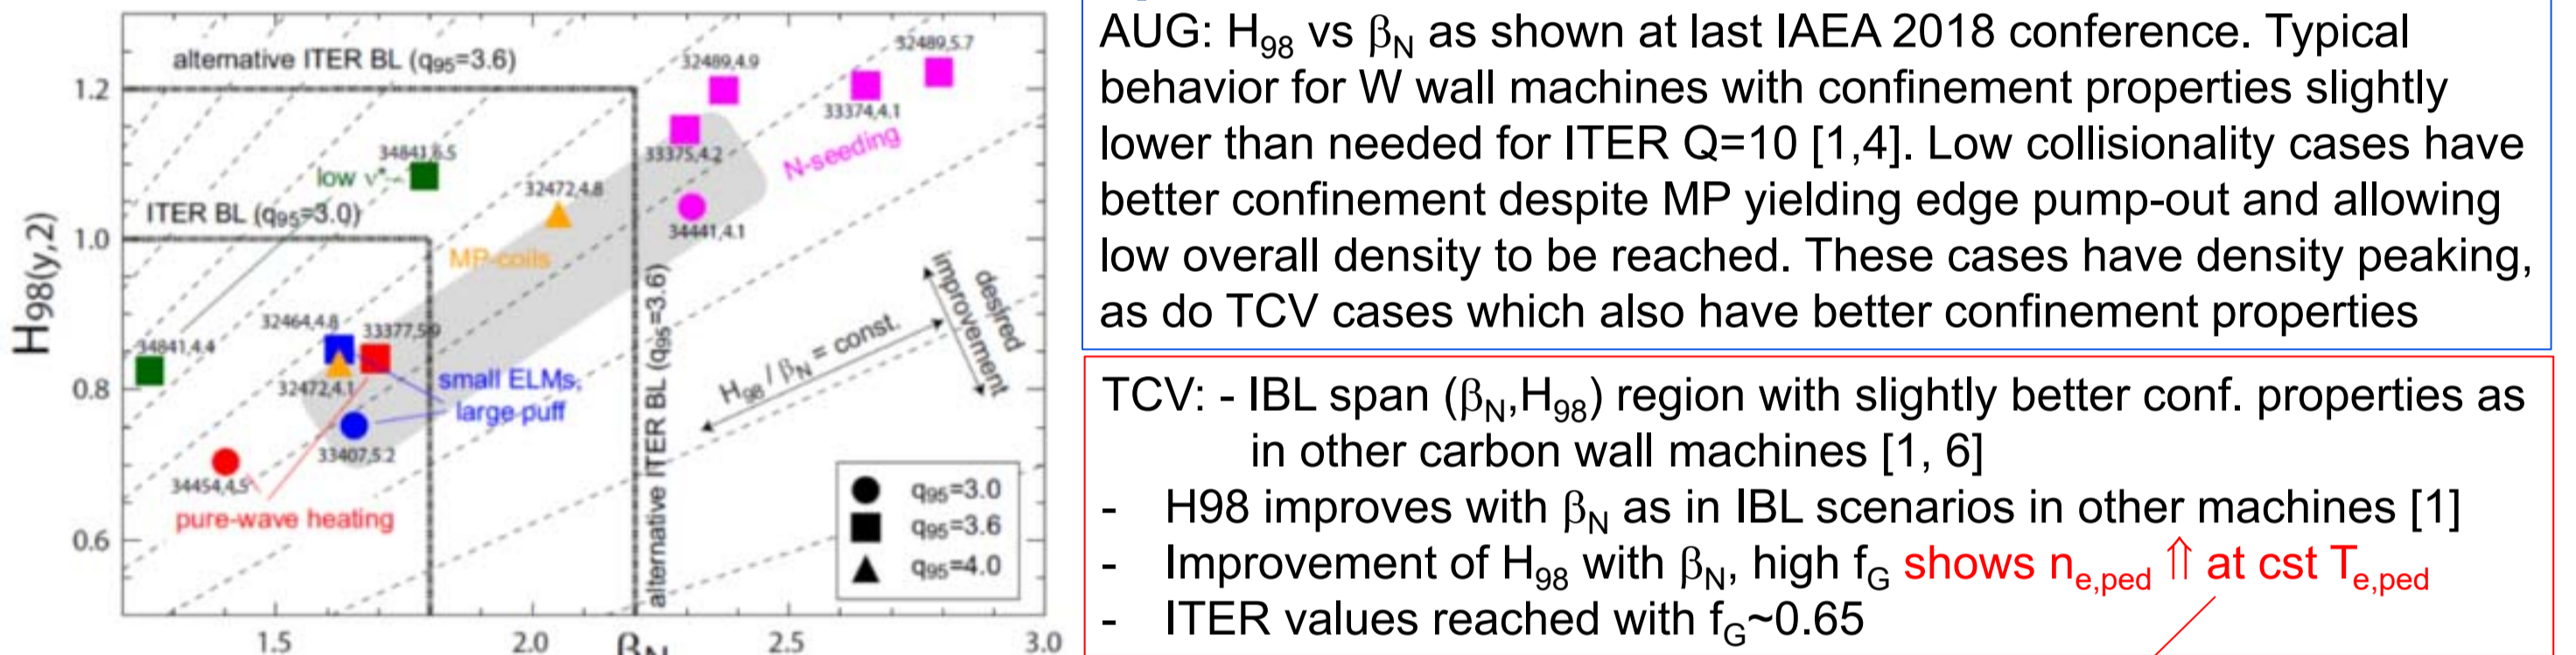 alternative ITER BL (q95=3.6)
32489,4.9
32489,5.7
1.2
33374,4.1
34841,5.5
33375,4.2
N-seeding
low ν*
32472,4.8
ITER BL (q95=3.0)
34441,4.1
1.0
MP-coils
H98(y,2)
desired
improvement
alternative ITER BL (q95=3.6)
32464,4.8
33377,5.9
34841,4.4
H98 / βN = const.
0.8
32472,4.1
small ELMs,
large puff
33407,5.2
34454,4.5
q95=3.0
pure-wave heating
q95=3.6
0.6
q95=4.0
1.5
2.0
βN
2.5
3.0
AUG: H98 vs βN as shown at last IAEA 2018 conference. Typical
behavior for W wall machines with confinement properties slightly
lower than needed for ITER Q=10 [1,4]. Low collisionality cases have
better confinement despite MP yielding edge pump-out and allowing
low overall density to be reached. These cases have density peaking,
as do TCV cases which also have better confinement properties
TCV: - IBL span (βN,H98) region with slightly better conf. properties as
in other carbon wall machines [1, 6]
- H98 improves with βN as in IBL scenarios in other machines [1]
- Improvement of H98 with βN, high fG shows ne,ped ⇑ at cst Te,ped
- ITER values reached with fG~0.65